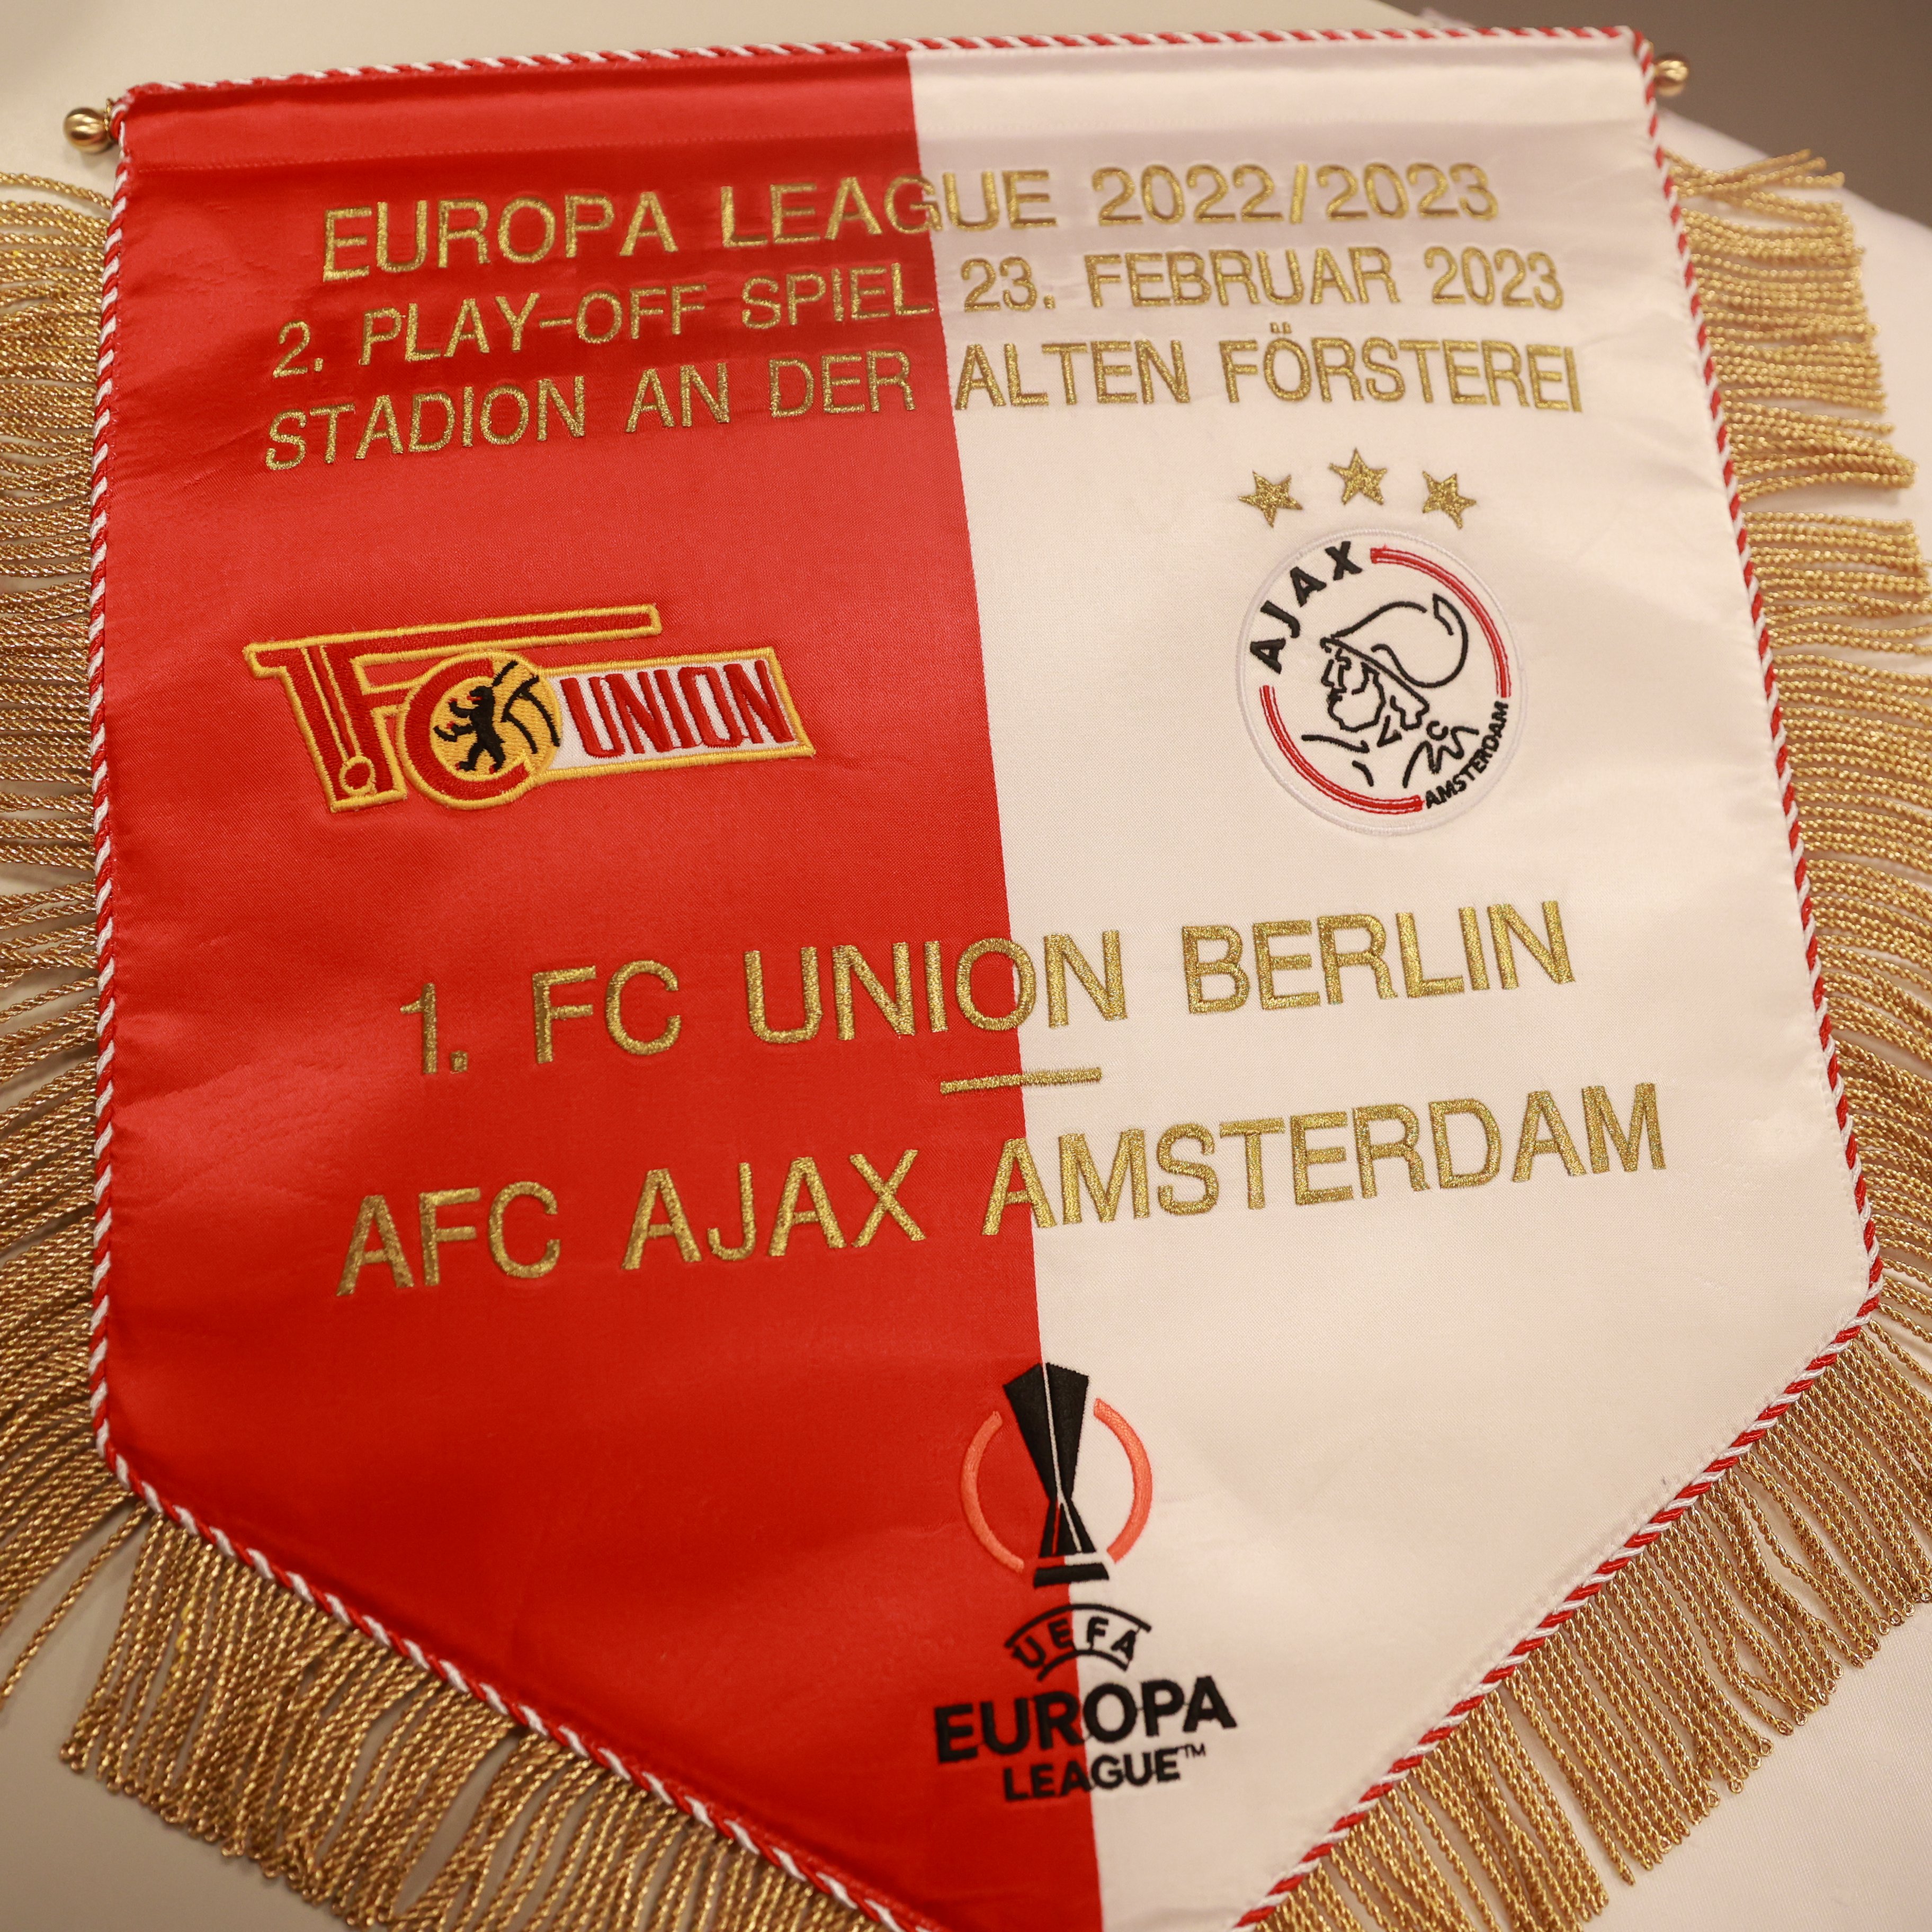 EUROPA LEAGUE 2022/2023
2. PLAY-OFF SPIEL 23. FEBRUAR 2023
STADION AN DER ALTEN FÖRSTEREI
1FC UNION
AJAX
AMSTERDAM
1. FC UNION BERLIN
—
AFC AJAX AMSTERDAM
UEFA
EUROPA
LEAGUE™